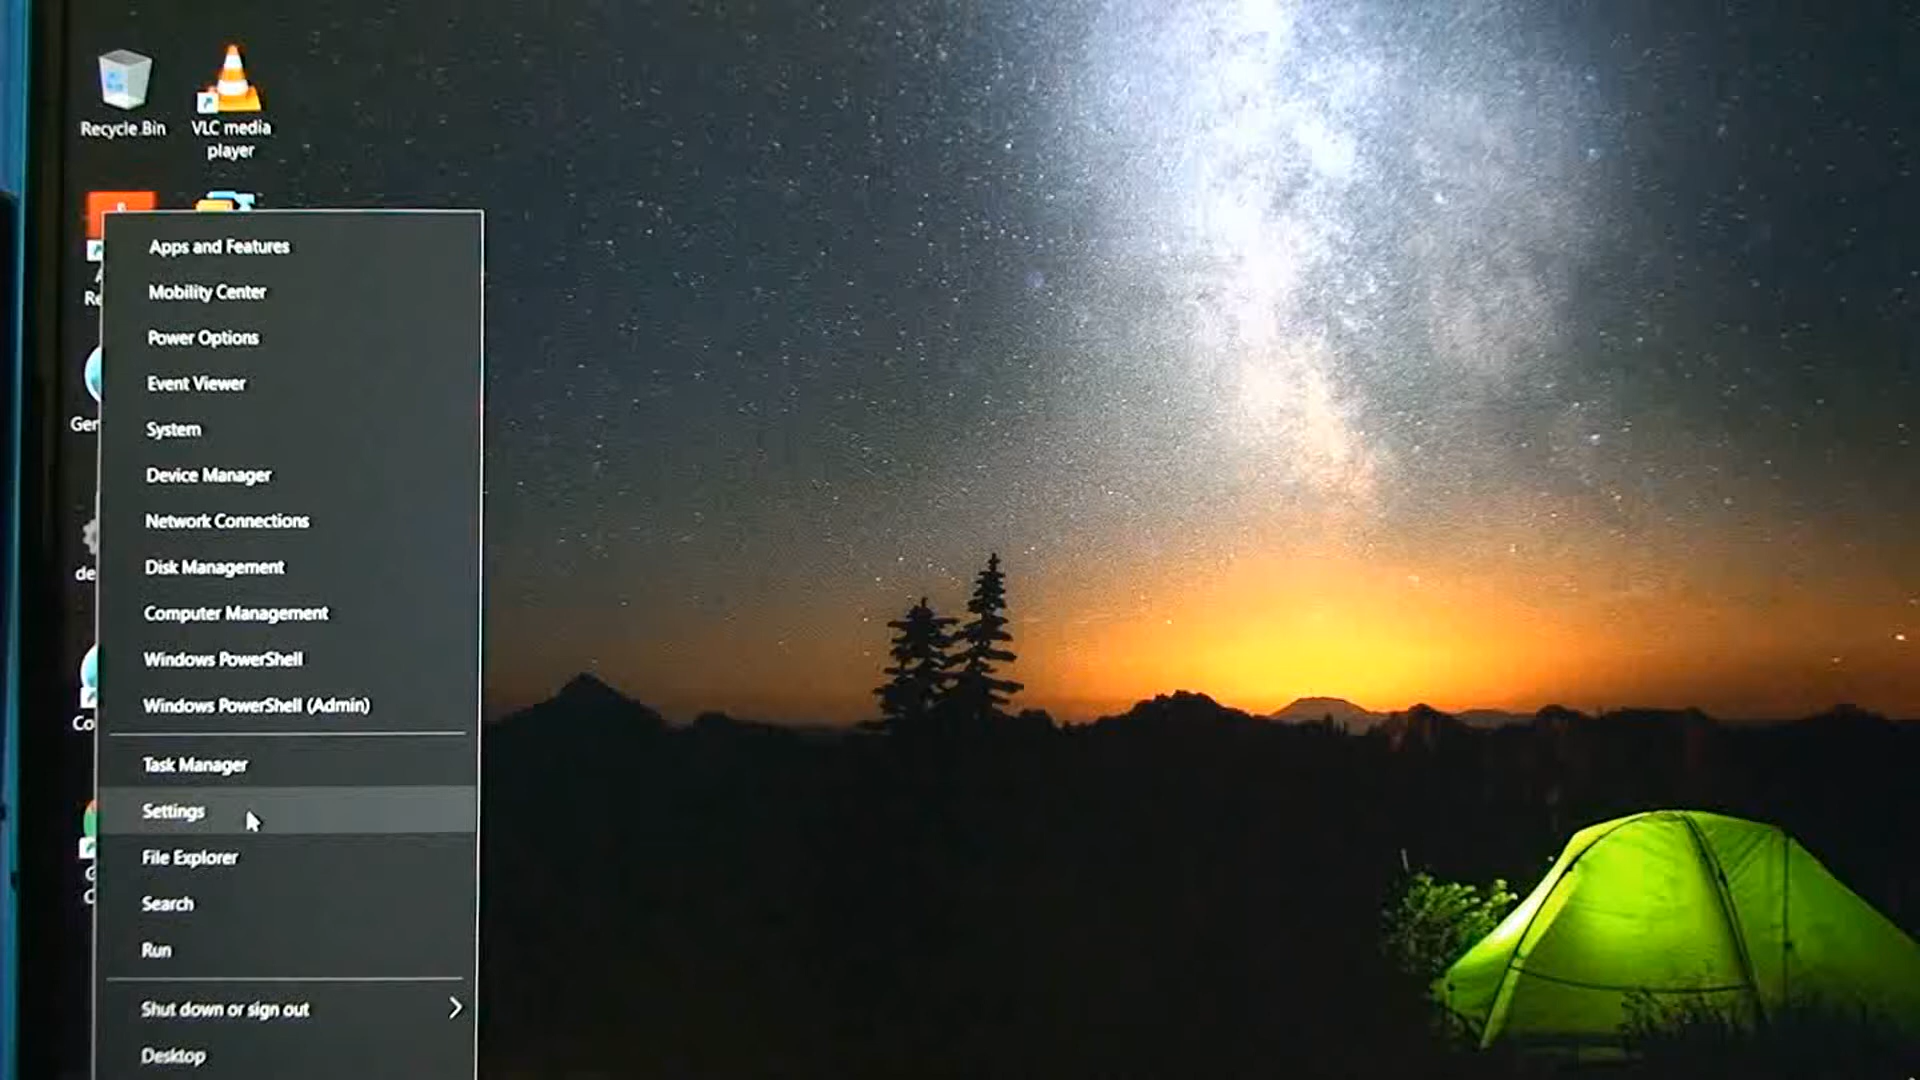 Recycle Bin
VLC media
player
Apps and Features
Mobility Center
Power Options
Event Viewer
System
Device Manager
Network Connections
Disk Management
Computer Management
Windows PowerShell
Windows PowerShell (Admin)
Task Manager
Settings
File Explorer
Search
Run
Shut down or sign out
Desktop